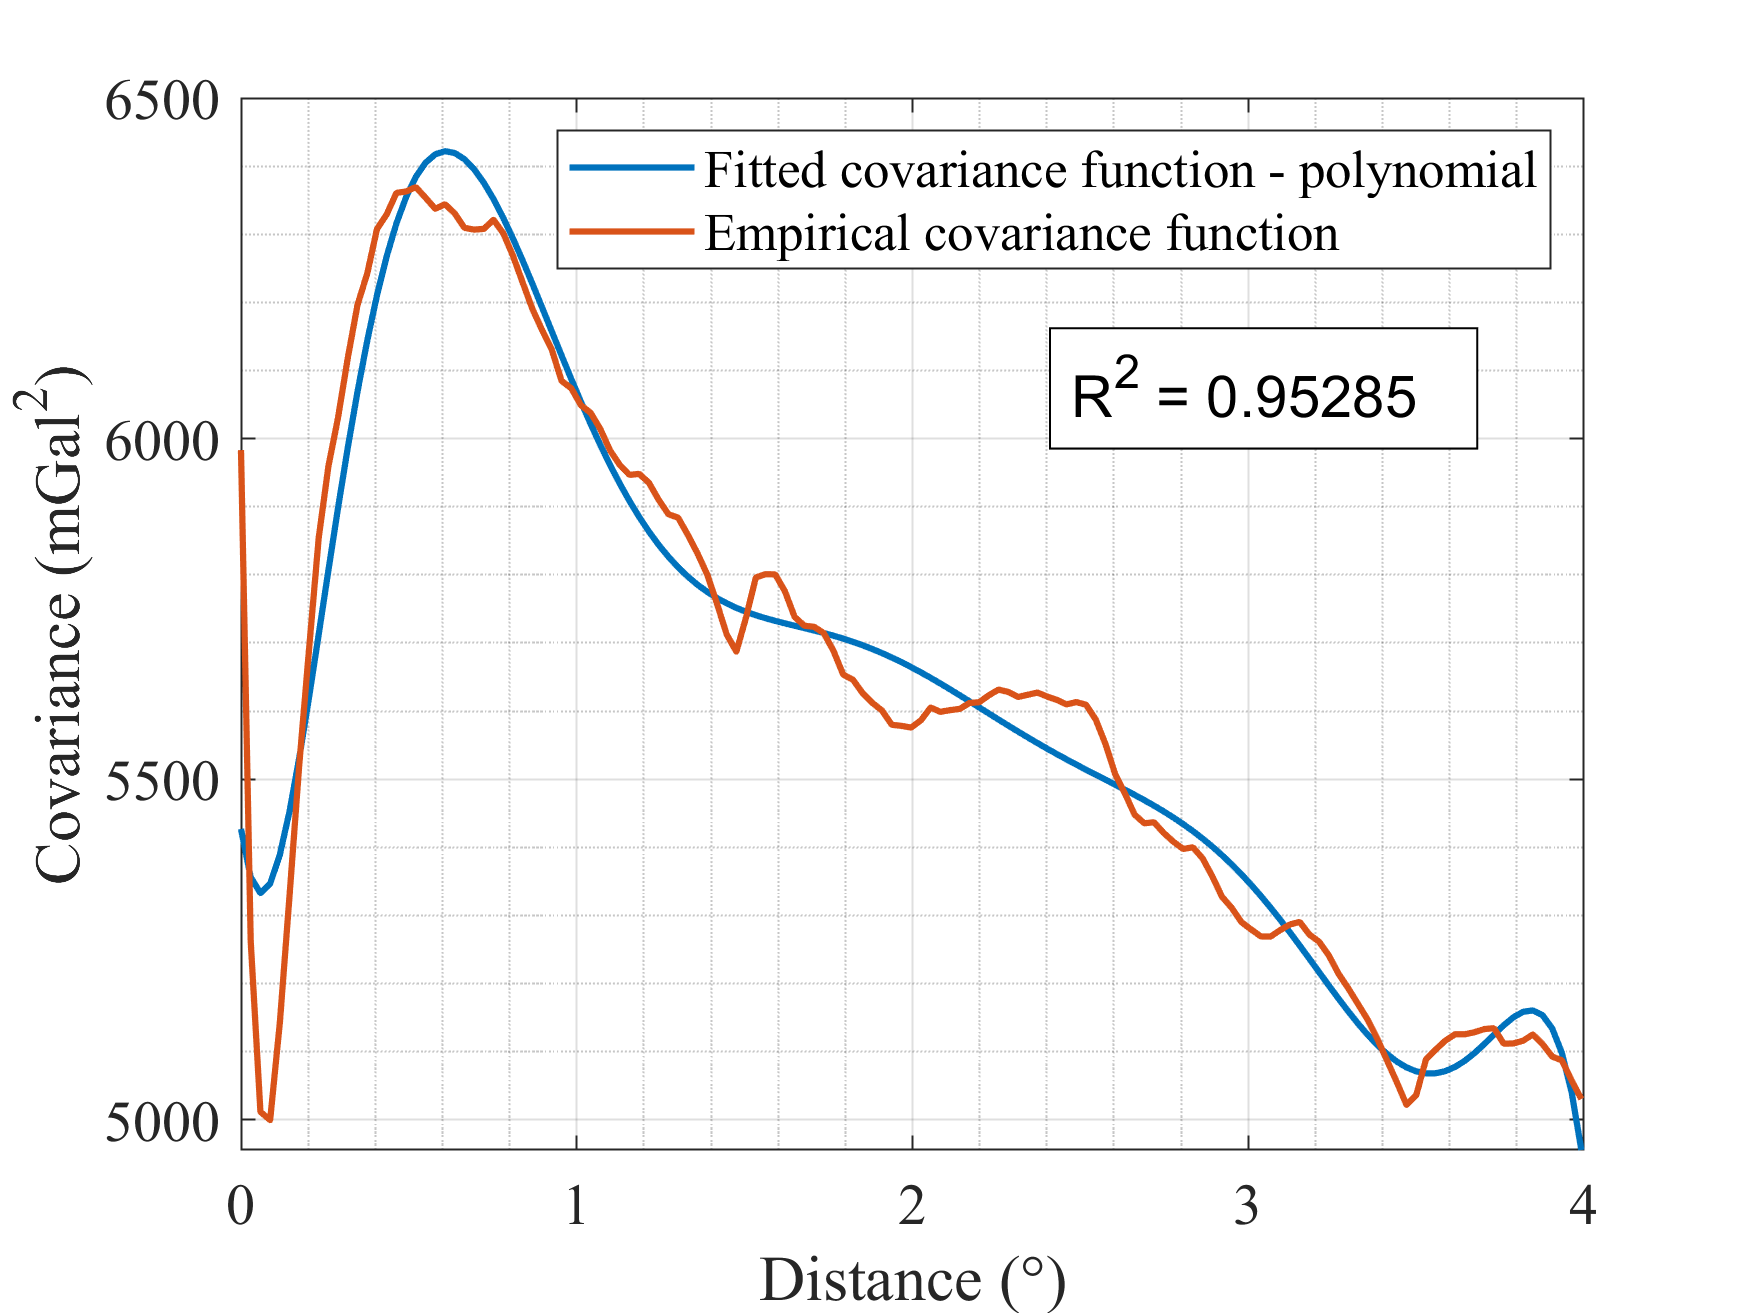 6500
6000
5500
5000
Covariance (mGal²)
Fitted covariance function - polynomial
Empirical covariance function
R² = 0.95285
0 1 2 3 4
Distance (°)